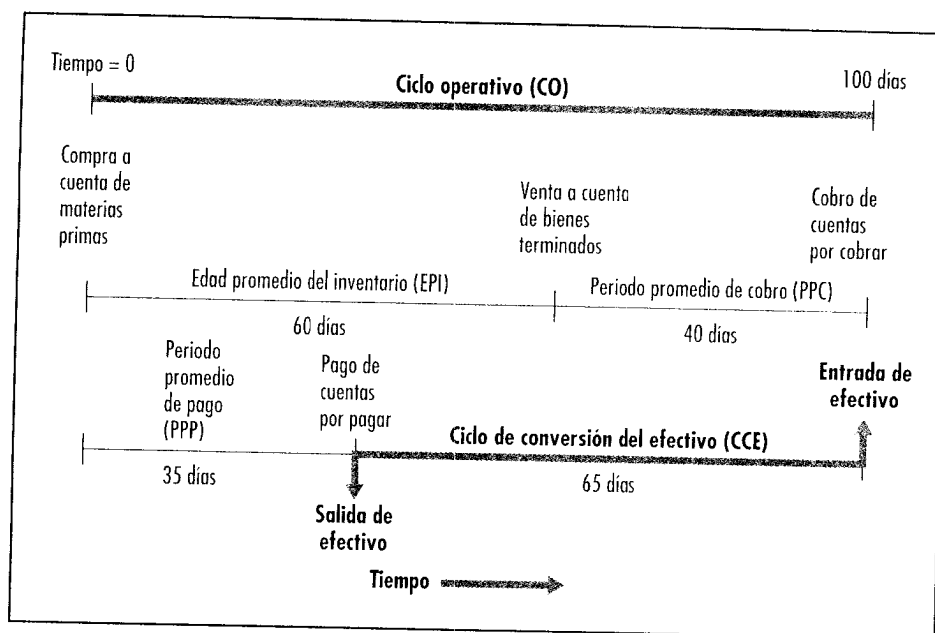 Tiempo = 0
100 días
Ciclo operativo (CO)
Compra a
cuenta de
materias
primas
Venta a cuenta
de bienes
terminados
Cobro de
cuentas
por cobrar
Edad promedio del inventario (EPI)
Periodo promedio de cobro (PPC)
60 días
40 días
Periodo
promedio
de pago
(PPP)
Pago de
cuentas
por pagar
Entrada de
efectivo
Ciclo de conversión del efectivo (CCE)
35 días
65 días
Salida de
efectivo
Tiempo